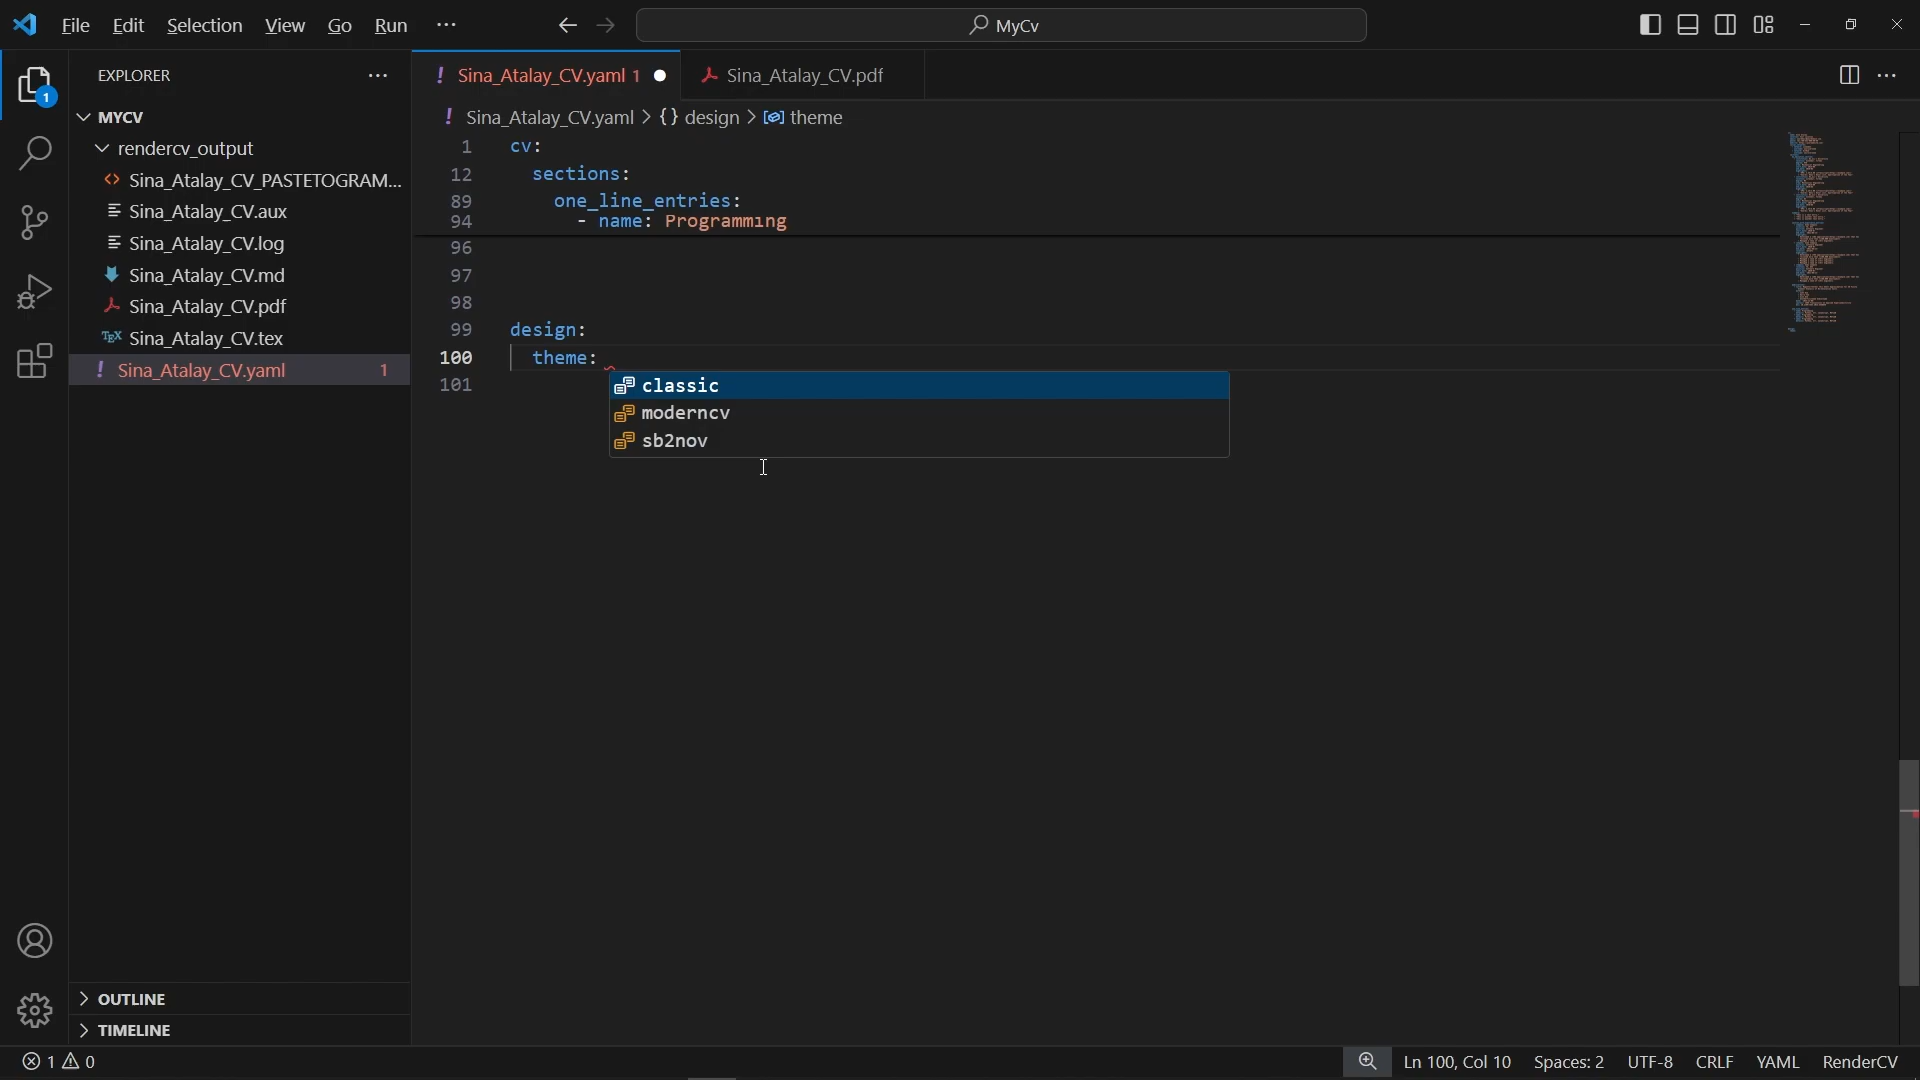 File Edit Selection View Go Run ···
MyCv
EXPLORER ···
MYCV
rendercv_output
Sina_Atalay_CV_PASTETOGRAM...
Sina_Atalay_CV.aux
Sina_Atalay_CV.log
Sina_Atalay_CV.md
Sina_Atalay_CV.pdf
TEX Sina_Atalay_CV.tex
! Sina_Atalay_CV.yaml 1
OUTLINE
TIMELINE
1
! Sina_Atalay_CV.yaml 1 ●
Sina_Atalay_CV.pdf
! Sina_Atalay_CV.yaml > {} design > theme
1 cv:
12 sections:
89 one_line_entries:
94 - name: Programming
96
97
98
99 design:
100 theme:
101
classic
moderncv
sb2nov
1 0
Ln 100, Col 10 Spaces: 2 UTF-8 CRLF YAML RenderCV